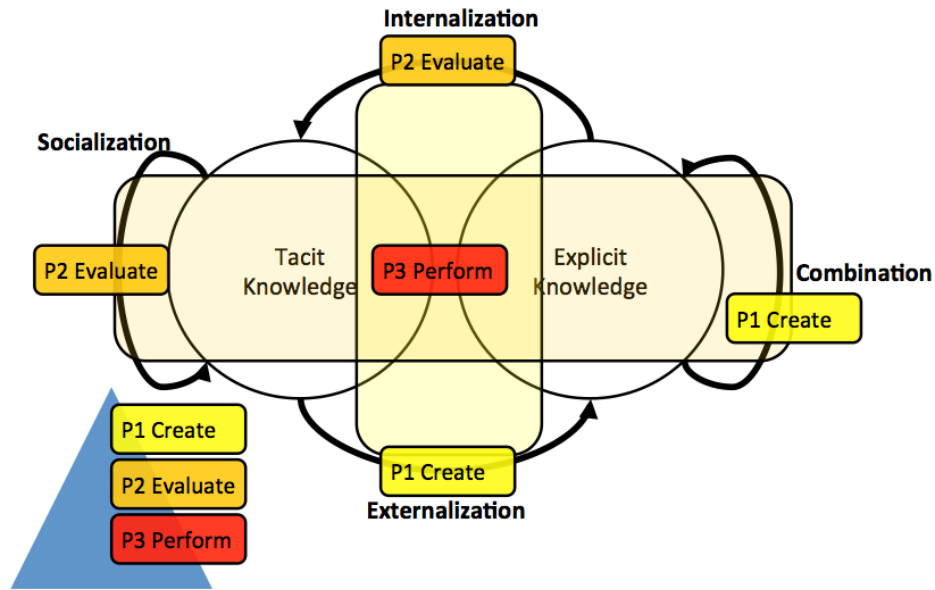 Internalization
P2 Evaluate
Socialization
P2 Evaluate
Tacit
Knowledge
P3 Perform
Explicit
Knowledge
Combination
P1 Create
P1 Create
Externalization
P1 Create
P2 Evaluate
P3 Perform